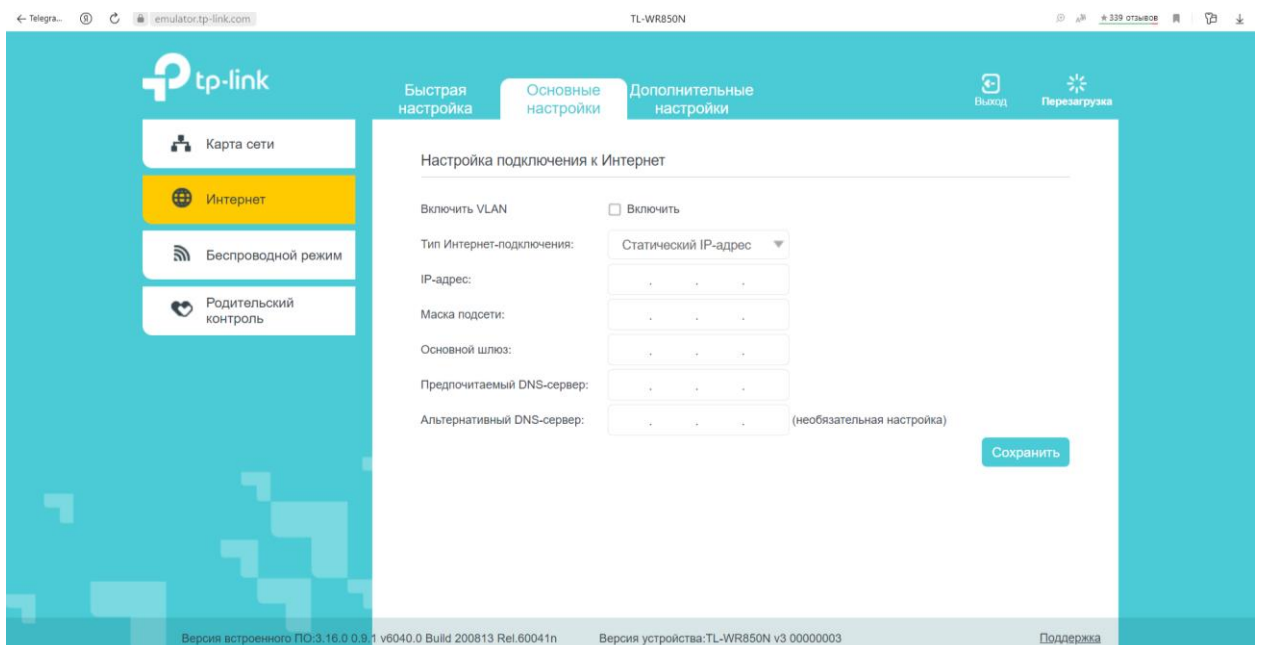 ← Telegra... Я emulator.tp-link.com TL-WR850N ★ 339 отзывов
tp-link
Быстрая настройка
Основные настройки
Дополнительные настройки
Выход
Перезагрузка
Карта сети
Интернет
Беспроводной режим
Родительский
контроль
Настройка подключения к Интернет
Включить VLAN Включить
Тип Интернет-подключения: Статический IP-адрес
IP-адрес: . . .
Маска подсети: . . .
Основной шлюз: . . .
Предпочитаемый DNS-сервер: . . .
Альтернативный DNS-сервер: . . . (необязательная настройка)
Сохранить
Версия встроенного ПО:3.16.0 0.9.1 v6040.0 Build 200813 Rel.60041n Версия устройства:TL-WR850N v3 00000003 Поддержка